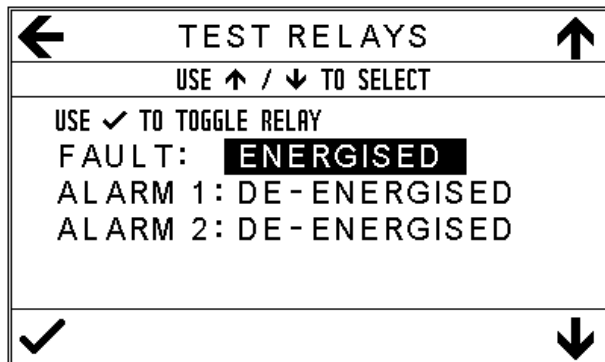 TEST RELAYS
USE ↑ / ↓ TO SELECT
USE ✓ TO TOGGLE RELAY
FAULT: ENERGISED
ALARM 1: DE-ENERGISED
ALARM 2: DE-ENERGISED